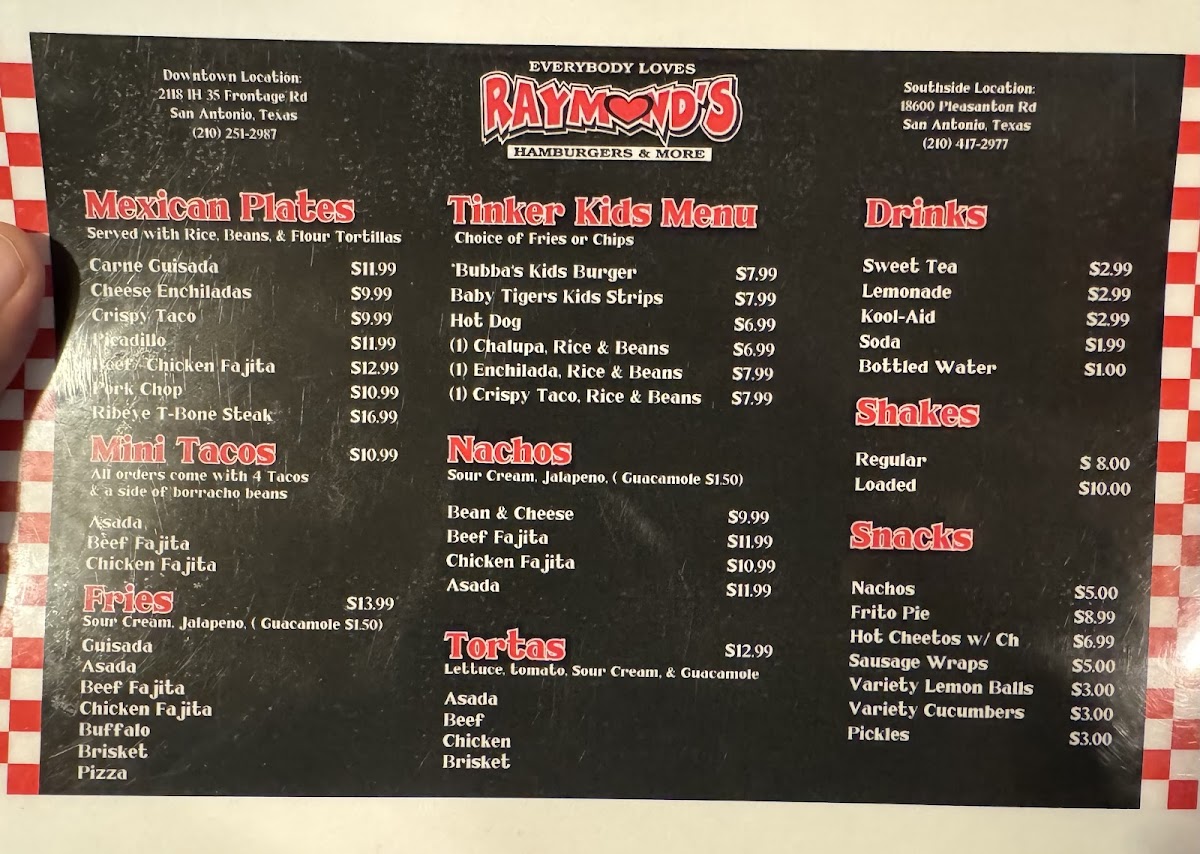 Downtown Location:
2118 IH 35 Frontage Rd
San Antonio, Texas
(210) 251-2987
EVERYBODY LOVES
RAYMOND'S
HAMBURGERS & MORE
Southside Location:
18600 Pleasanton Rd
San Antonio, Texas
(210) 417-2977
Mexican Plates
Served with Rice, Beans, & Flour Tortillas
Carne Guisada $11.99
Cheese Enchiladas $9.99
Crispy Taco $9.99
Picadillo $11.99
Beef/ Chicken Fajita $12.99
Pork Chop $10.99
Ribeye T-Bone Steak $16.99
Mini Tacos $10.99
All orders come with 4 Tacos
& a side of borracho beans
Asada
Beef Fajita
Chicken Fajita
Fries $13.99
Sour Cream, Jalapeno, ( Guacamole $1.50)
Guisada
Asada
Beef Fajita
Chicken Fajita
Buffalo
Brisket
Pizza
Tinker Kids Menu
Choice of Fries or Chips
"Bubba's Kids Burger $7.99
Baby Tigers Kids Strips $7.99
Hot Dog $6.99
(1) Chalupa, Rice & Beans $6.99
(1) Enchilada, Rice & Beans $7.99
(1) Crispy Taco, Rice & Beans $7.99
Nachos
Sour Cream, Jalapeno, ( Guacamole $1.50)
Bean & Cheese $9.99
Beef Fajita $11.99
Chicken Fajita $10.99
Asada $11.99
Tortas $12.99
Lettuce, tomato, Sour Cream, & Guacamole
Asada
Beef
Chicken
Brisket
Drinks
Sweet Tea $2.99
Lemonade $2.99
Kool-Aid $2.99
Soda $1.99
Bottled Water $1.00
Shakes
Regular $ 8.00
Loaded $10.00
Snacks
Nachos $5.00
Frito Pie $8.99
Hot Cheetos w/ Ch $6.99
Sausage Wraps $5.00
Variety Lemon Balls $3.00
Variety Cucumbers $3.00
Pickles $3.00